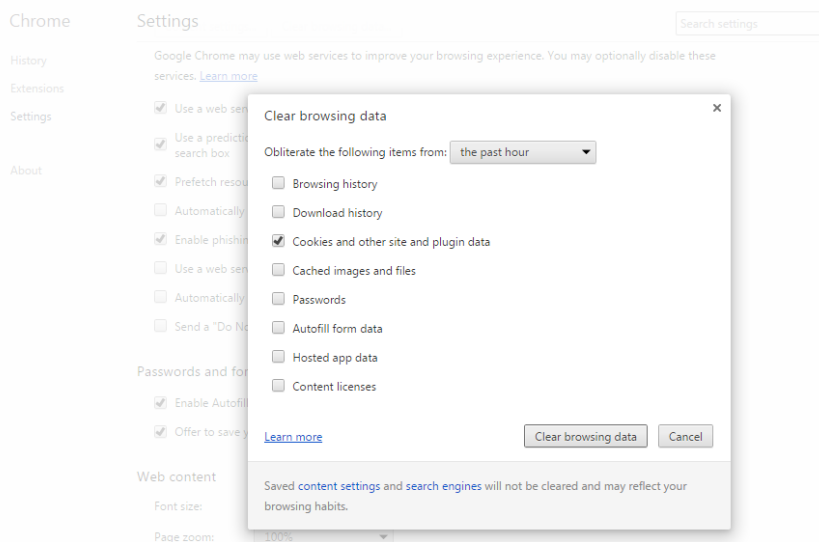 Chrome
Settings
Search settings
History
Extensions
Settings
About
Google Chrome may use web services to improve your browsing experience. You may optionally disable these
services. Learn more
Use a web ser
Use a predictio
search box
Prefetch resou
Automatically
Enable phishin
Use a web ser
Automatically
Send a "Do No
Passwords and for
Enable Autofill
Offer to save y
Web content
Font size:
Page zoom: 100%
Clear browsing data
Obliterate the following items from: the past hour
Browsing history
Download history
Cookies and other site and plugin data
Cached images and files
Passwords
Autofill form data
Hosted app data
Content licenses
Learn more
Clear browsing data
Cancel
Saved content settings and search engines will not be cleared and may reflect your
browsing habits.